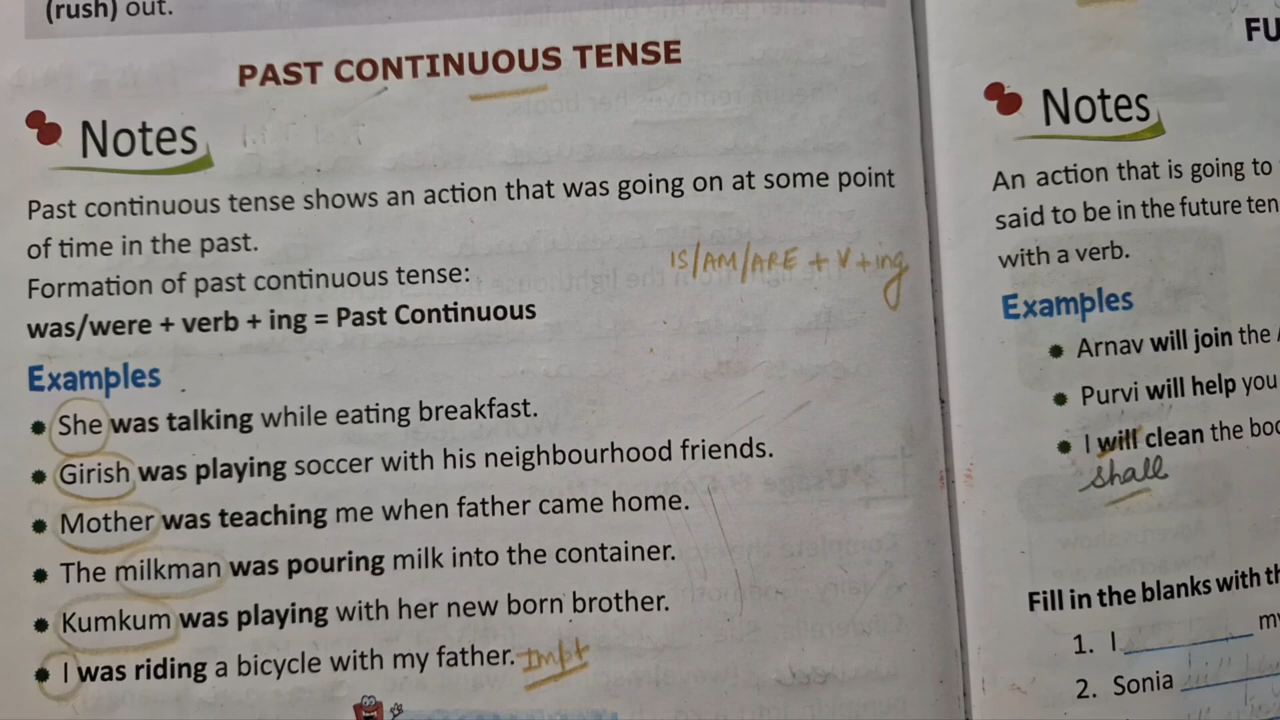 (rush) out.
PAST CONTINUOUS TENSE
Notes
Past continuous tense shows an action that was going on at some point
of time in the past.
Formation of past continuous tense:
IS/AM/ARE + V + ing
was/were + verb + ing = Past Continuous
Examples
She was talking while eating breakfast.
Girish was playing soccer with his neighbourhood friends.
Mother was teaching me when father came home.
The milkman was pouring milk into the container.
Kumkum was playing with her new born brother.
I was riding a bicycle with my father. Impt
FU
Notes
An action that is going to
said to be in the future ten
with a verb.
Examples
Arnav will join the
Purvi will help you
I will clean the boo
shall
Fill in the blanks with th
1. I ________ my
2. Sonia ________